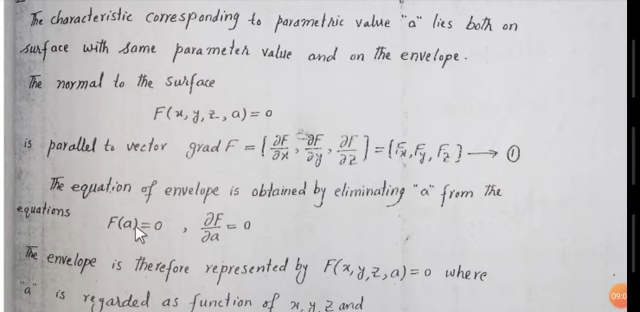 The characteristic corresponding to parametric value "a" lies both on
surface with same parameter value and on the envelope.
The normal to the surface
F(x,y,z,a)=0
is parallel to vector grad F = [∂F/∂x, ∂F/∂y, ∂F/∂z] = [Fx, Fy, Fz] → ①
The equation of envelope is obtained by eliminating "a" from the
equations
F(a)=0 , ∂F/∂a = 0
The envelope is therefore represented by F(x,y,z,a)=0 where
"a" is regarded as function of x, y, z and
09:0